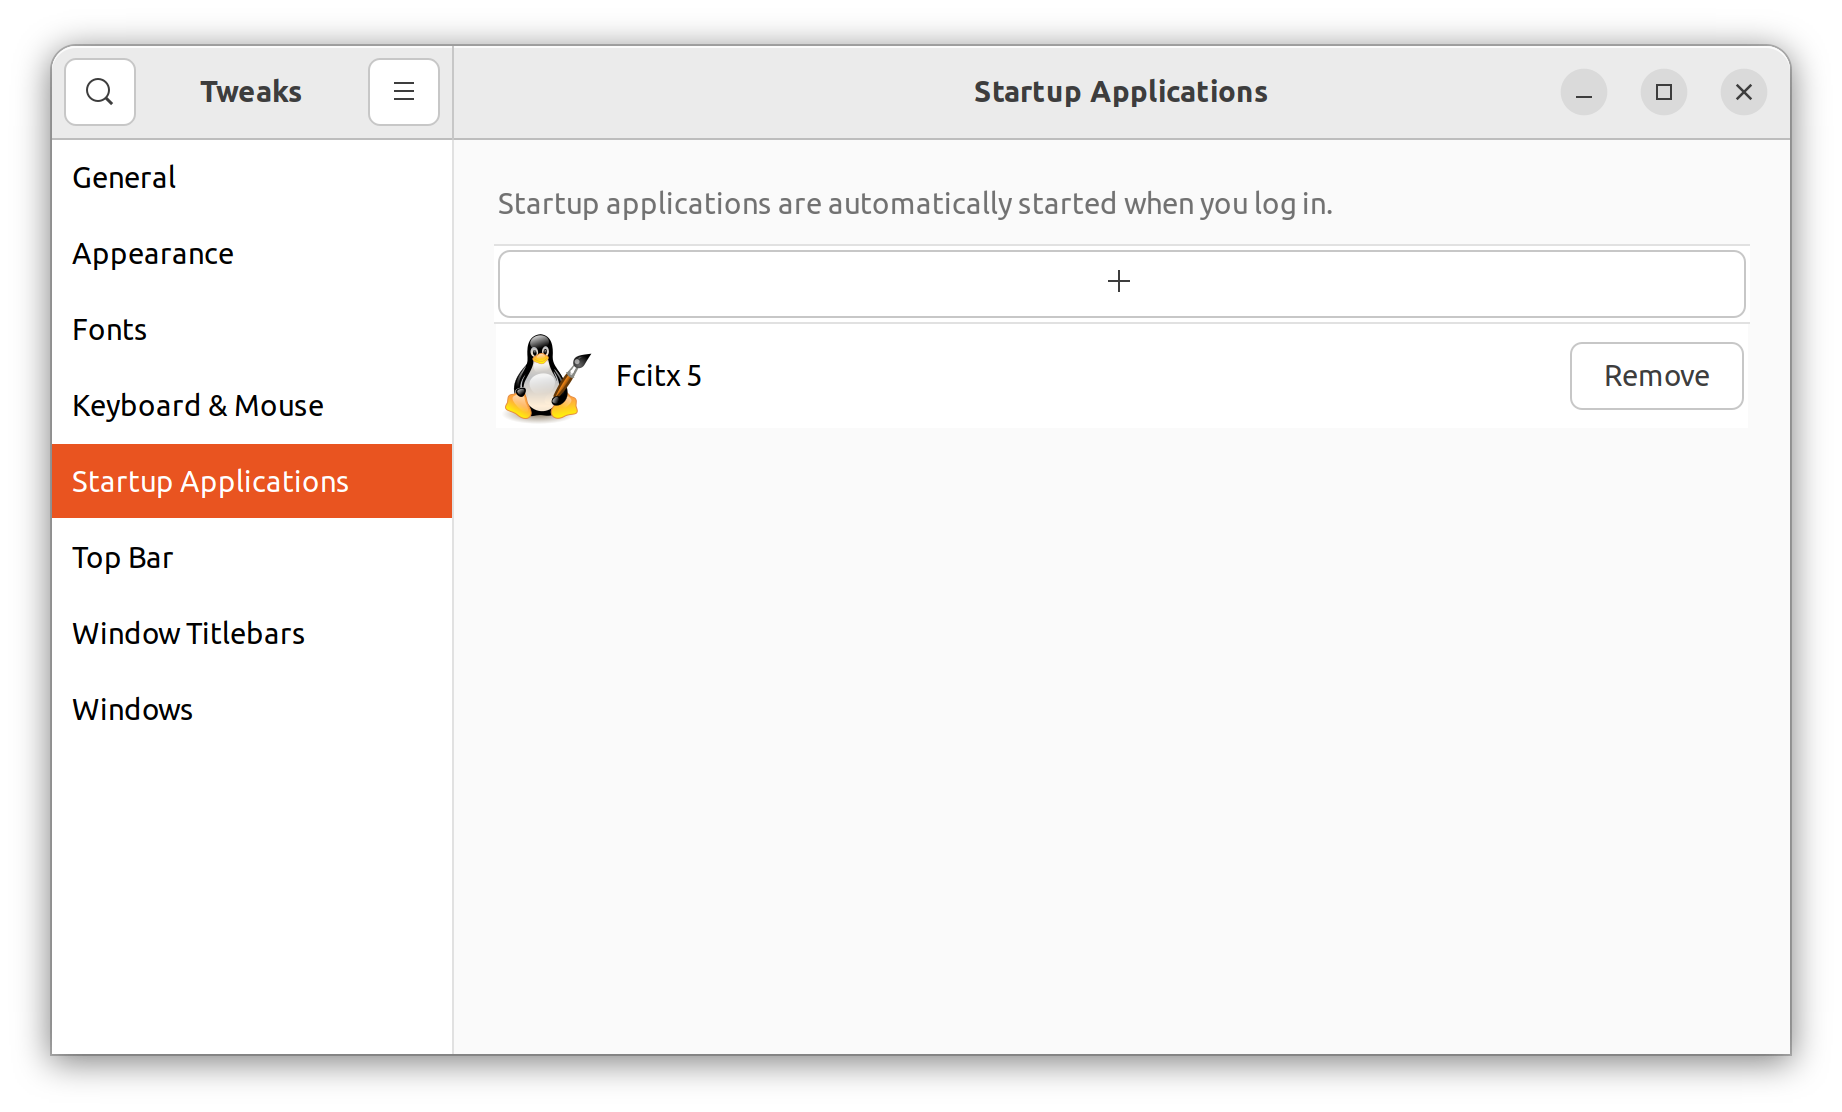 Tweaks
Startup Applications
General
Appearance
Fonts
Keyboard & Mouse
Startup Applications
Top Bar
Window Titlebars
Windows
Startup applications are automatically started when you log in.
Fcitx 5
Remove